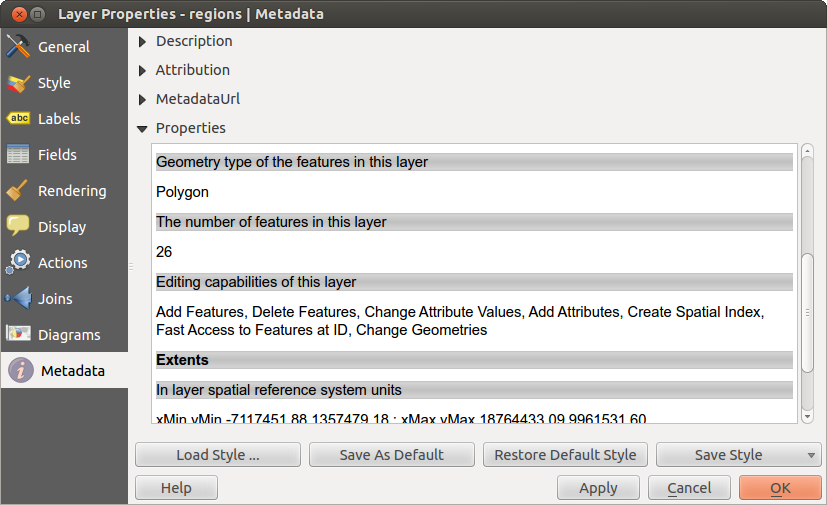 Layer Properties - regions | Metadata
General
Style
abc
Labels
Fields
Rendering
Display
Actions
Joins
Diagrams
i
Metadata
Description
Attribution
MetadataUrl
Properties
Geometry type of the features in this layer
Polygon
The number of features in this layer
26
Editing capabilities of this layer
Add Features, Delete Features, Change Attribute Values, Add Attributes, Create Spatial Index,
Fast Access to Features at ID, Change Geometries
Extents
In layer spatial reference system units
xMin,yMin -7117451.88,1357479.18 : xMax,yMax 18764433.09,9961531.60
Load Style ...
Save As Default
Restore Default Style
Save Style
Help
Apply
Cancel
OK